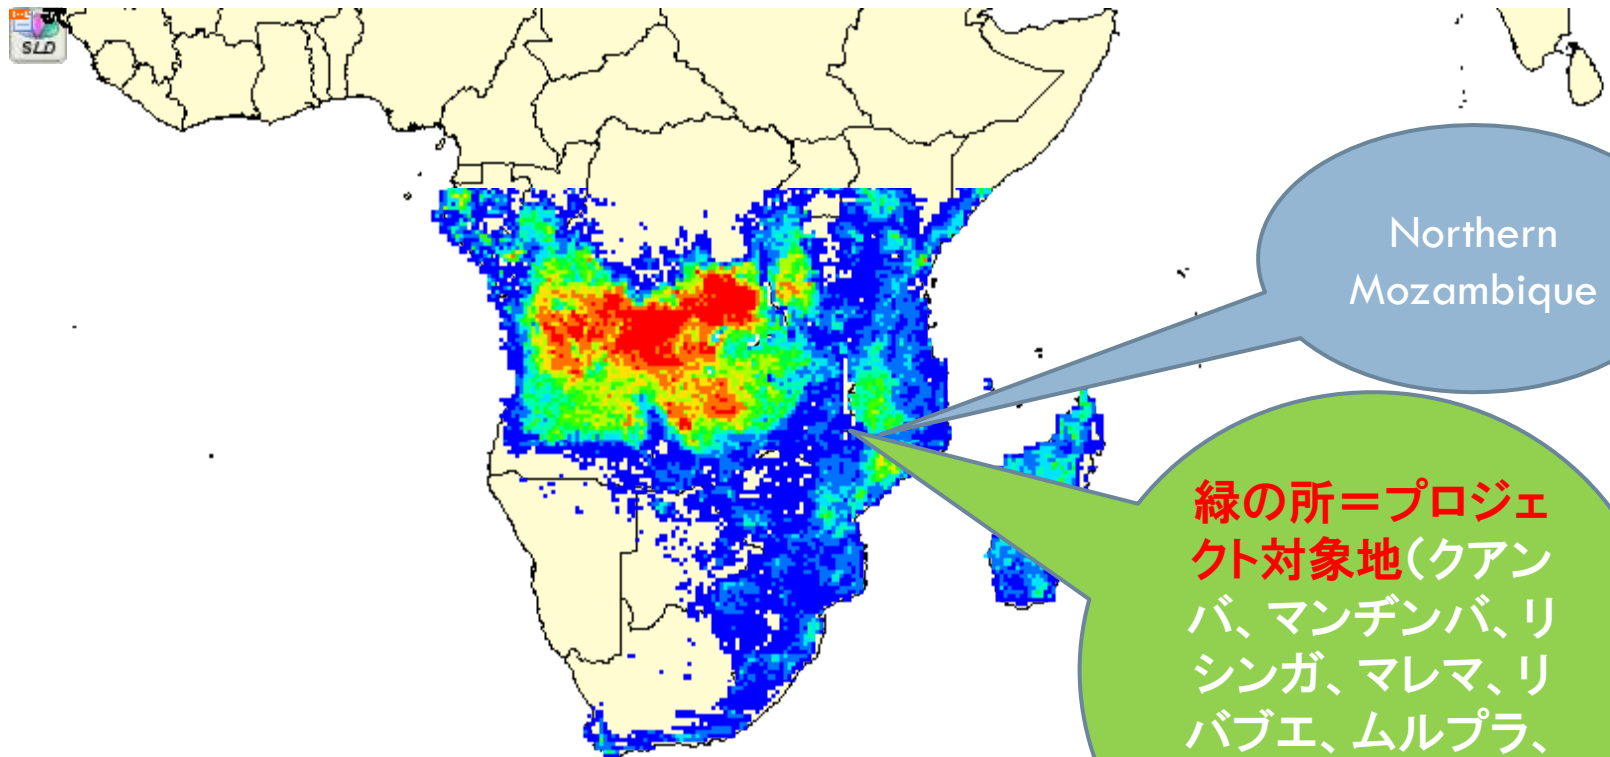 SLD
Northern
Mozambique
緑の所＝プロジェ
クト対象地（クアン
バ、マンヂンバ、リ
シンガ、マレマ、リ
バブエ、ムルプラ、